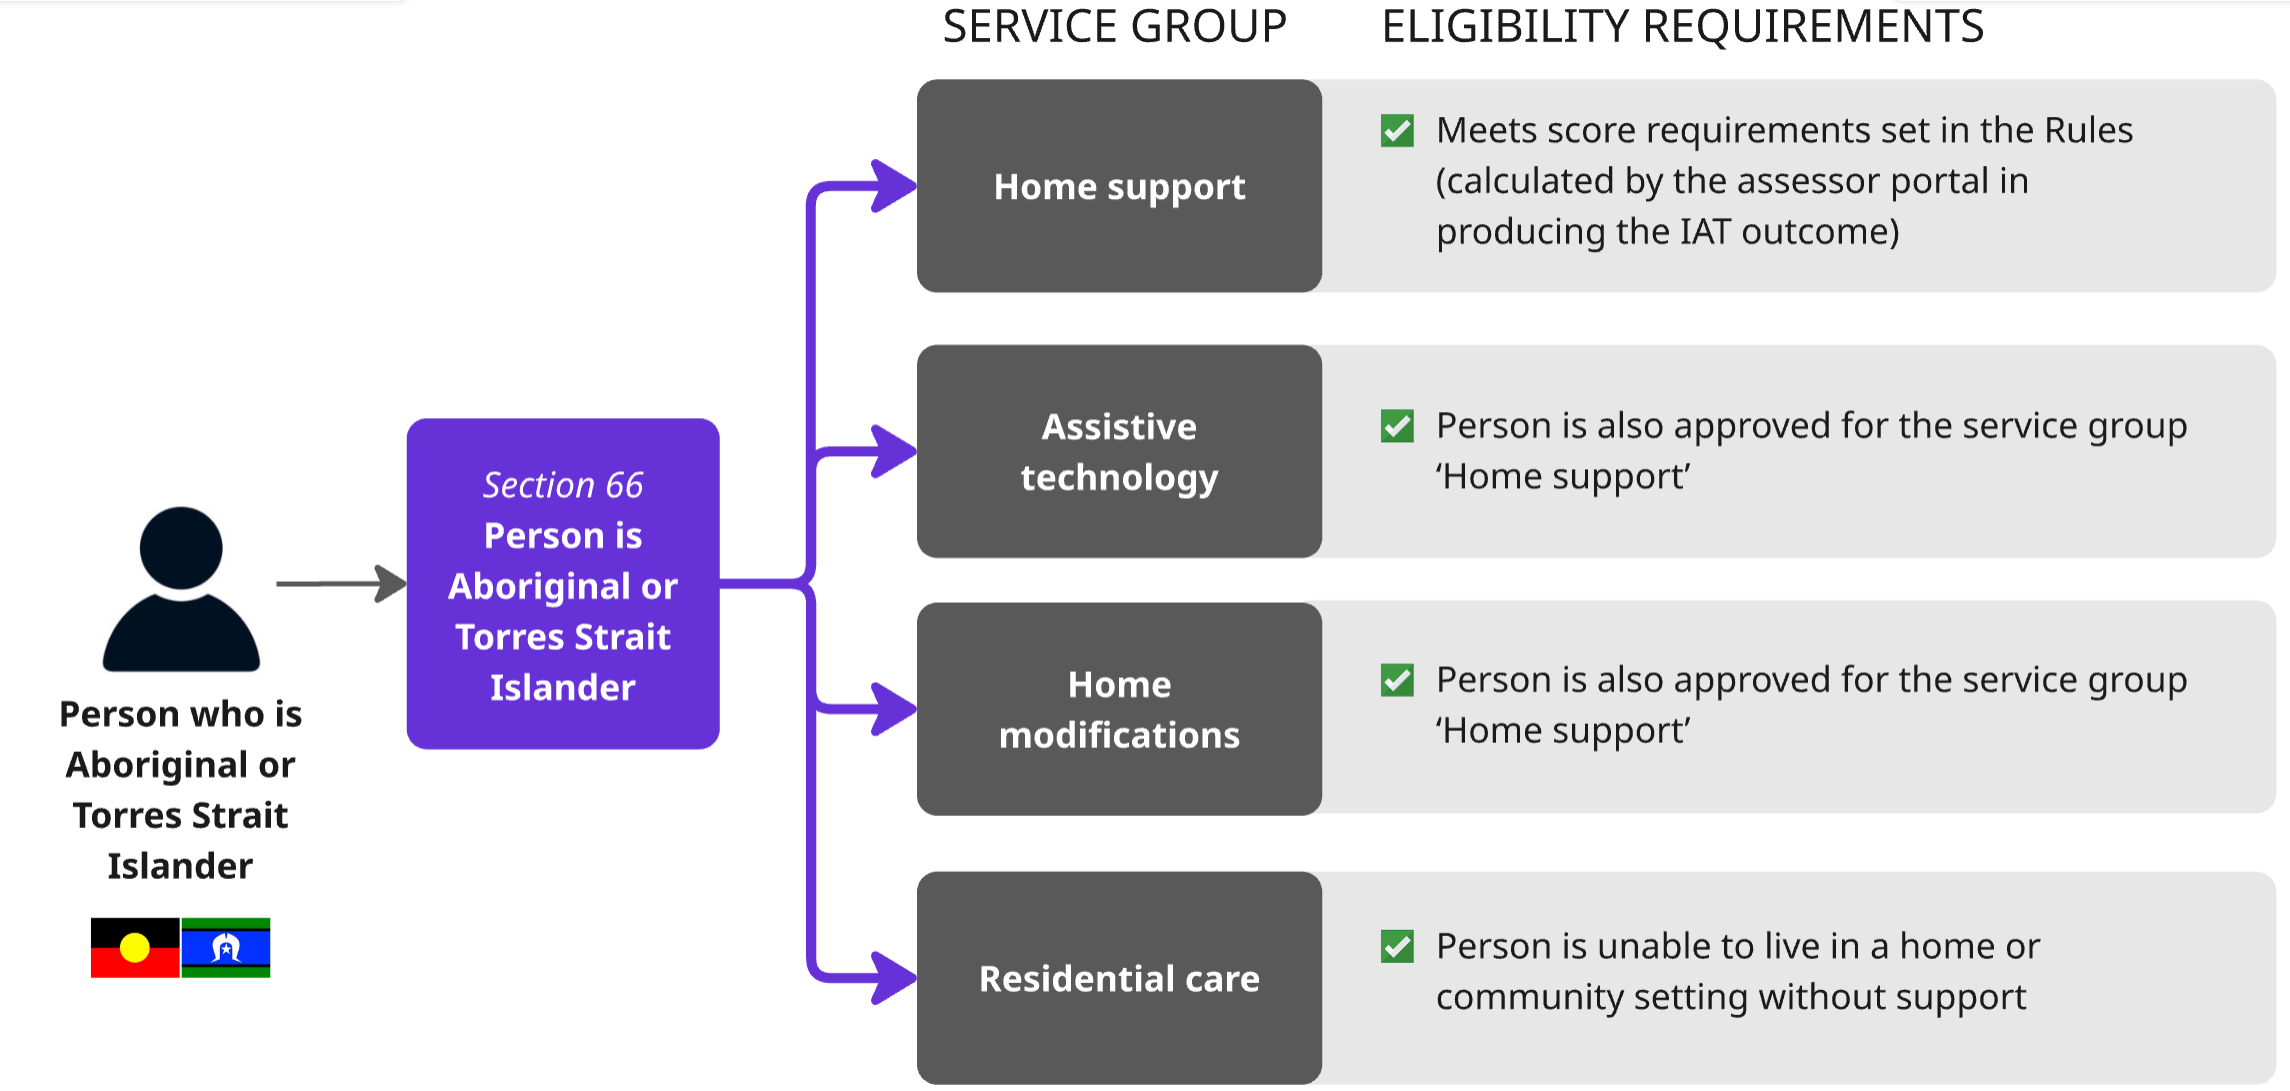 SERVICE GROUP
ELIGIBILITY REQUIREMENTS
Person who is
Aboriginal or
Torres Strait
Islander
Section 66
Person is
Aboriginal or
Torres Strait
Islander
Home support
Meets score requirements set in the Rules
(calculated by the assessor portal in
producing the IAT outcome)
Assistive
technology
Person is also approved for the service group
‘Home support’
Home
modifications
Person is also approved for the service group
‘Home support’
Residential care
Person is unable to live in a home or
community setting without support